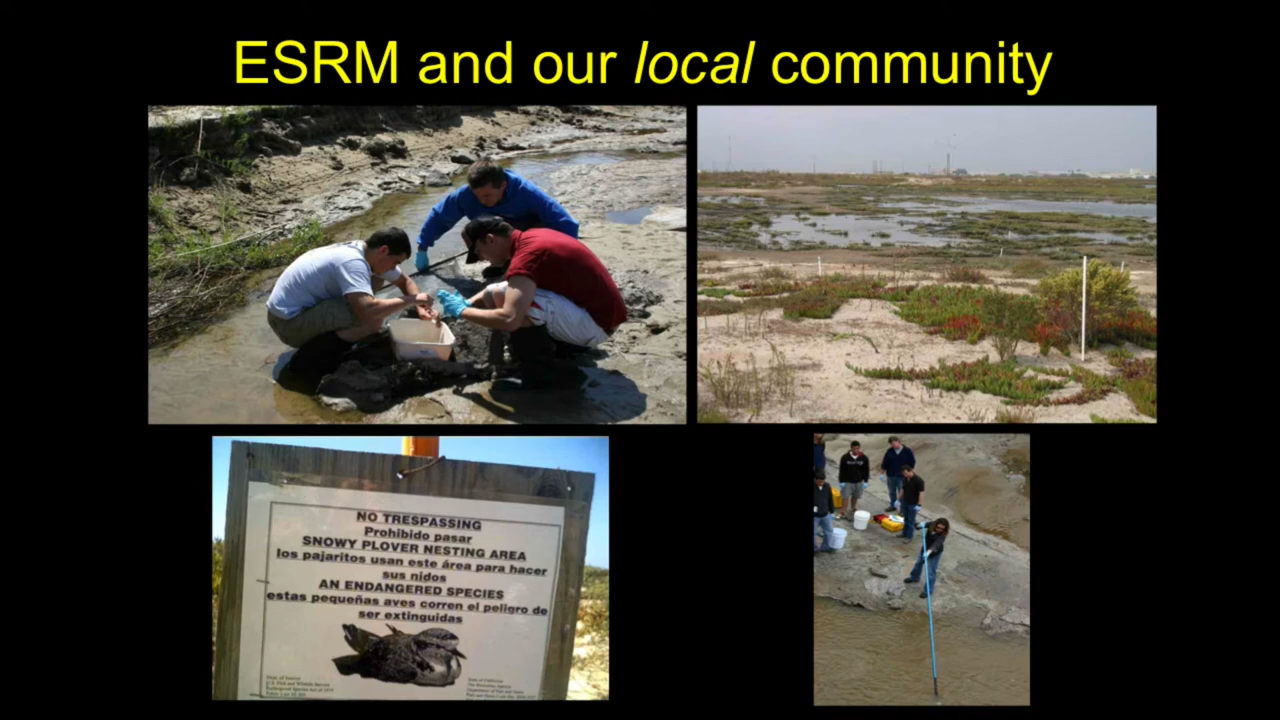 ESRM and our local community
NO TRESPASSING
Prohibido pasar
SNOWY PLOVER NESTING AREA
los pajaritos usan este área para hacer
sus nidos
AN ENDANGERED SPECIES
estas pequeñas aves corren el peligro de
ser extinguidas